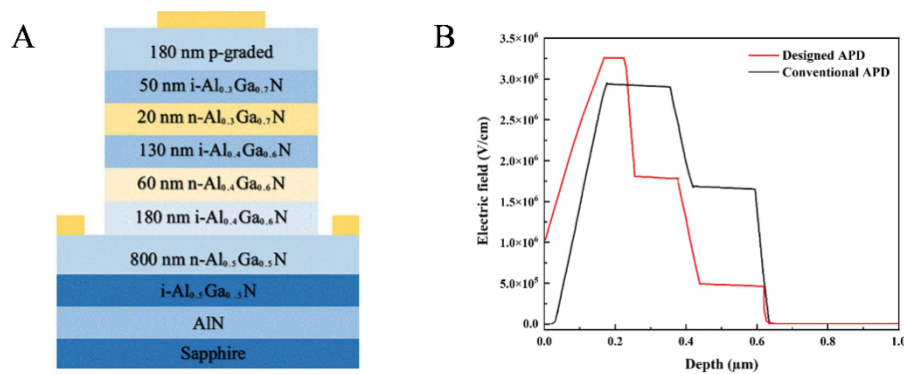 A
180 nm p-graded
50 nm i-Al₀.₃Ga₀.₇N
20 nm n-Al₀.₃Ga₀.₇N
130 nm i-Al₀.₄Ga₀.₆N
60 nm n-Al₀.₄Ga₀.₆N
180 nm i-Al₀.₄Ga₀.₆N
800 nm n-Al₀.₅Ga₀.₅N
i-Al₀.₅Ga₀.₅N
AlN
Sapphire
B
Designed APD
Conventional APD
Electric field (V/cm)
3.5×10⁶
3.0×10⁶
2.5×10⁶
2.0×10⁶
1.5×10⁶
1.0×10⁶
5.0×10⁵
0.0
0.0 0.2 0.4 0.6 0.8 1.0
Depth (μm)